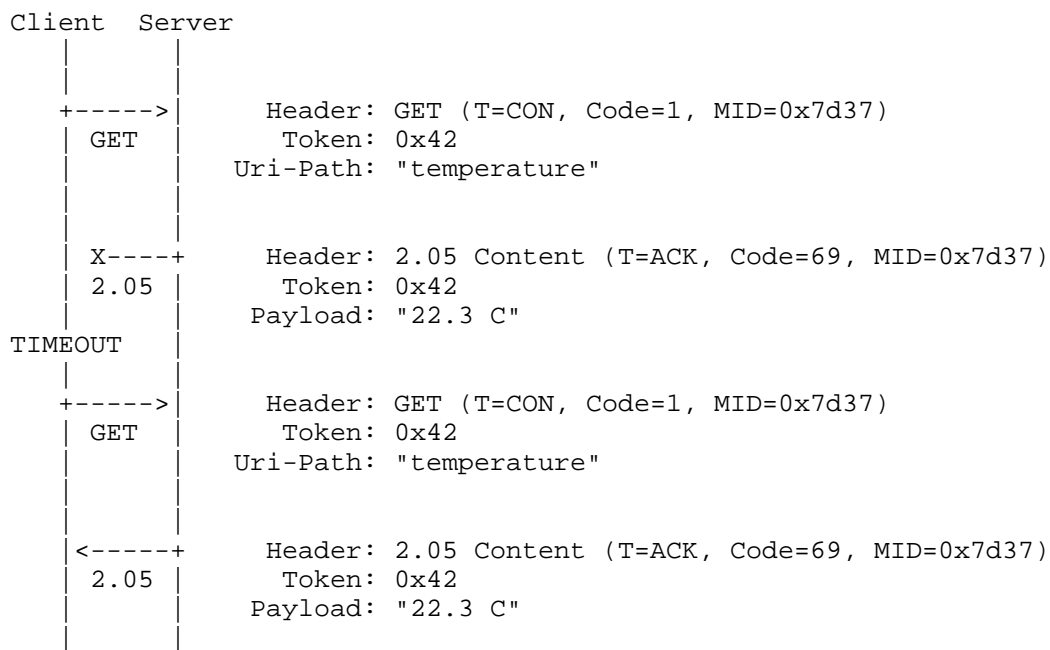 Client  Server
   |      |
   |      |
   +----->|     Header: GET (T=CON, Code=1, MID=0x7d37)
   | GET  |      Token: 0x42
   |      |   Uri-Path: "temperature"
   |      |
   |      |
   | X----+     Header: 2.05 Content (T=ACK, Code=69, MID=0x7d37)
   | 2.05 |      Token: 0x42
   |      |    Payload: "22.3 C"
TIMEOUT   |
   |      |
   +----->|     Header: GET (T=CON, Code=1, MID=0x7d37)
   | GET  |      Token: 0x42
   |      |   Uri-Path: "temperature"
   |      |
   |      |
   |<-----+     Header: 2.05 Content (T=ACK, Code=69, MID=0x7d37)
   | 2.05 |      Token: 0x42
   |      |    Payload: "22.3 C"
   |      |